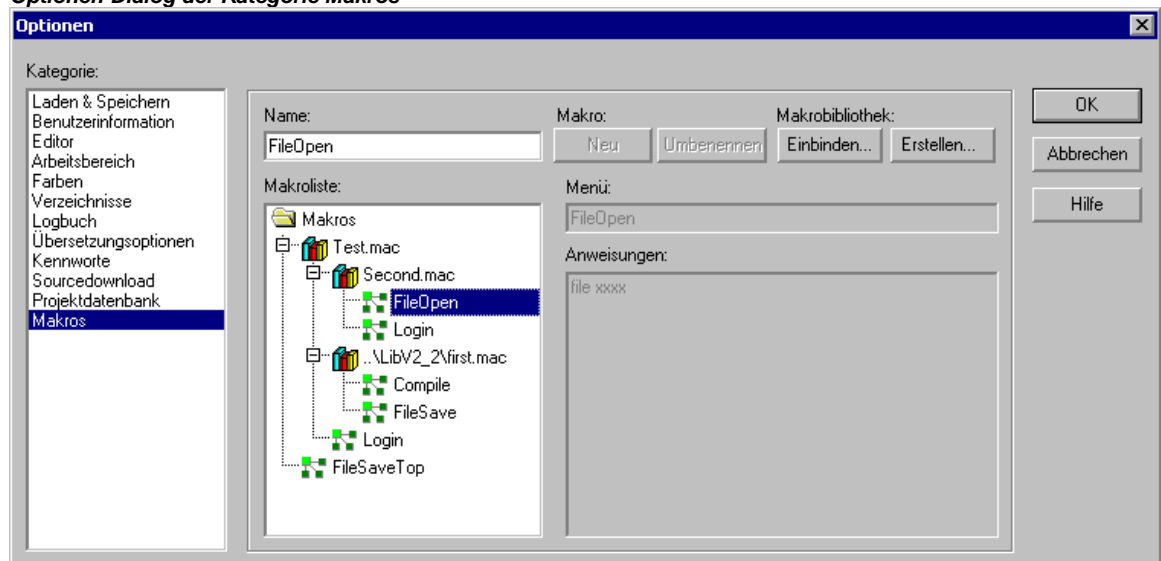 Optionen Dialog der Kategorie Makros
Optionen
Kategorie:
Laden & Speichern
Benutzerinformation
Editor
Arbeitsbereich
Farben
Verzeichnisse
Logbuch
Übersetzungsoptionen
Kennworte
Sourcedownload
Projektdatenbank
Makros
Name:
FileOpen
Makro:
Neu
Umbenennen
Makrobibliothek:
Einbinden...
Erstellen...
Makroliste:
Makros
Test.mac
Second.mac
FileOpen
Login
..\LibV2_2\first.mac
Compile
FileSave
Login
FileSaveTop
Menü:
FileOpen
Anweisungen:
file xxxx
OK
Abbrechen
Hilfe